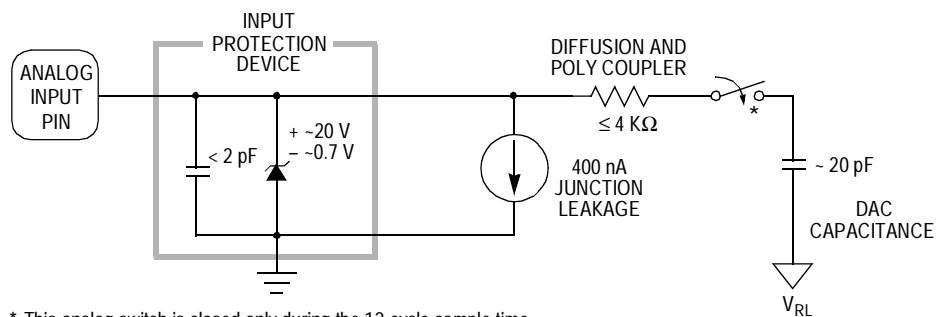 INPUT
PROTECTION
DEVICE
ANALOG
INPUT
PIN
< 2 pF
+ ~20 V
– ~0.7 V
DIFFUSION AND
POLY COUPLER
≤ 4 KΩ
*
400 nA
JUNCTION
LEAKAGE
~ 20 pF
DAC
CAPACITANCE
VRL
* This analog switch is closed only during the 12-cycle sample time